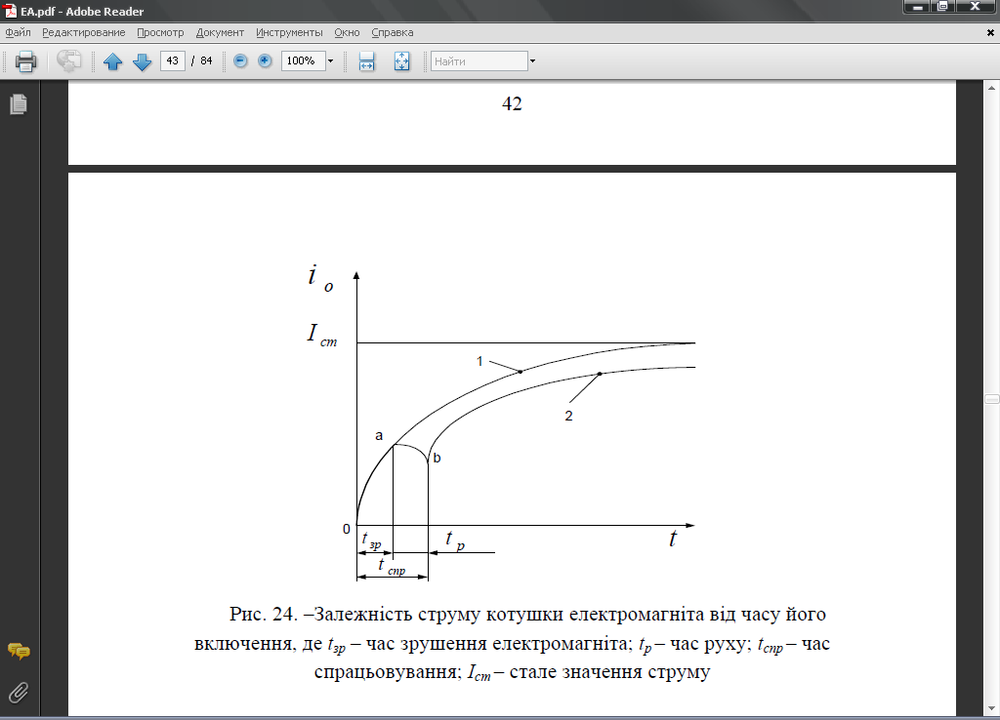 EA.pdf - Adobe Reader
Файл Редактирование Просмотр Документ Инструменты Окно Справка
43 / 84 100% Найти
42
i о
I ст
1
2
a
b
0
t зр
t р
t
t спр
Рис. 24. –Залежність струму котушки електромагніта від часу його
включення, де tзр – час зрушення електромагніта; tр – час руху; tспр – час
спрацьовування; Iст – стале значення струму